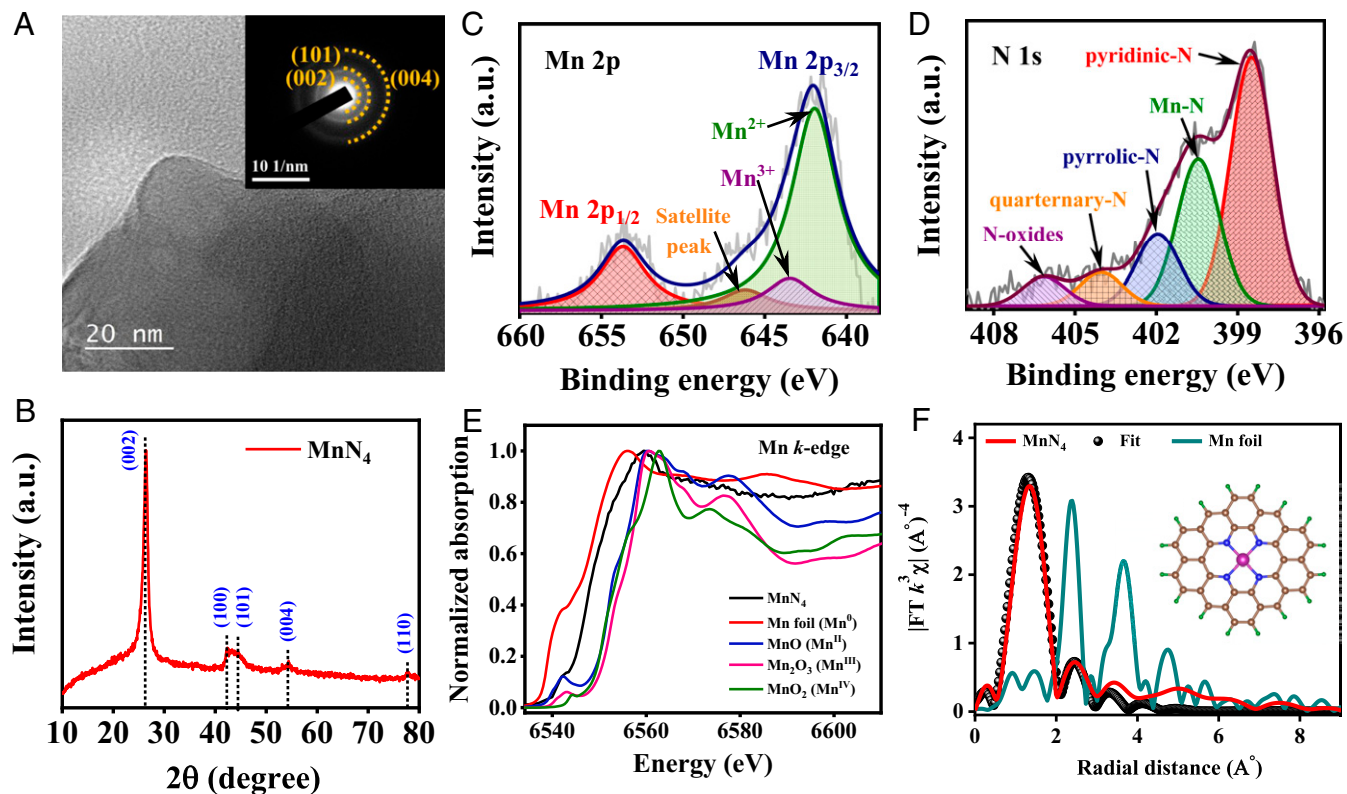 A
(101)
(002)
(004)
10 1/nm
20 nm
B
Intensity (a.u.)
(002)
(100)
(101)
(004)
(110)
MnN₄
10 20 30 40 50 60 70 80
2θ (degree)
C
Intensity (a.u.)
Mn 2p
Mn 2p₃/₂
Mn²⁺
Mn³⁺
Mn 2p₁/₂
Satellite
peak
660 655 650 645 640
Binding energy (eV)
D
Intensity (a.u.)
N 1s
pyridinic-N
Mn-N
pyrrolic-N
quarternary-N
N-oxides
408 405 402 399 396
Binding energy (eV)
E
Normalized absorption
1.0
0.8
0.6
0.4
0.2
0.0
Mn k-edge
MnN₄
Mn foil (Mn⁰)
MnO (Mnᴵᴵ)
Mn₂O₃ (Mnᴵᴵᴵ)
MnO₂ (Mnᴵⱽ)
6540 6560 6580 6600
Energy (eV)
F
|FT k³χ| (A°)⁻⁴
4
3
2
1
0
MnN₄ Fit Mn foil
0 2 4 6 8
Radial distance (A°)